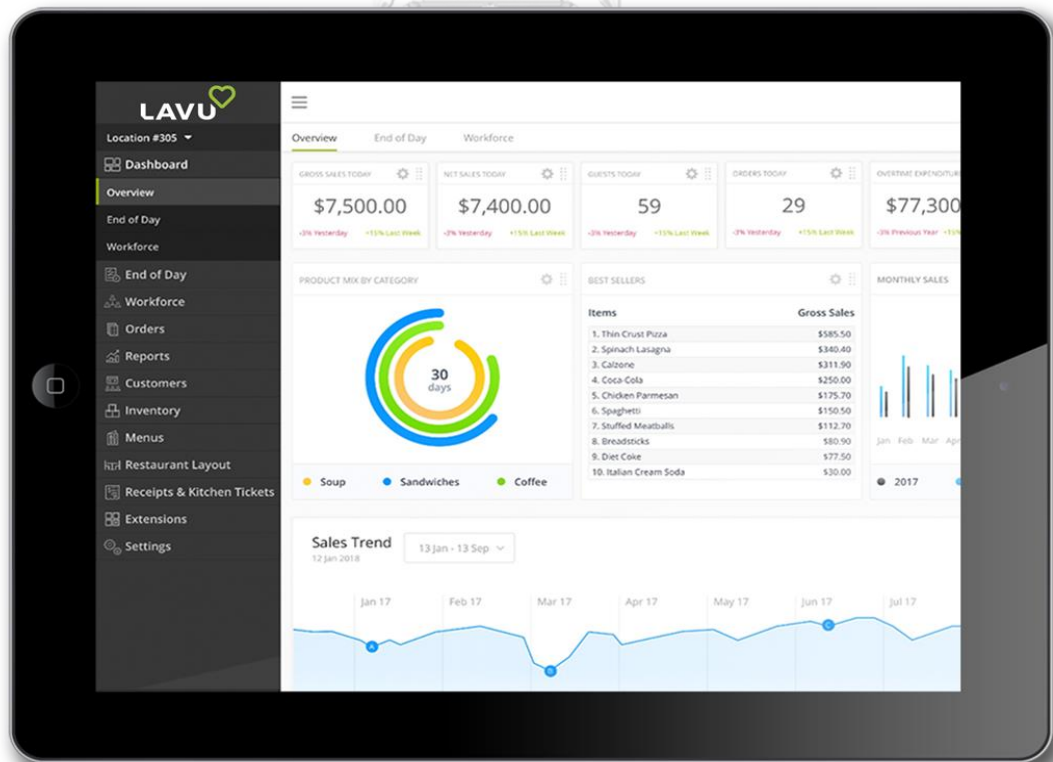 LAVU
Location #305
Overview End of Day Workforce
Dashboard
Overview
End of Day
Workforce
End of Day
Workforce
Orders
Reports
Customers
Inventory
Menus
Restaurant Layout
Receipts & Kitchen Tickets
Extensions
Settings
GROSS SALES TODAY
$7,500.00
-3% Yesterday +15% Last Week
NET SALES TODAY
$7,400.00
-3% Yesterday +15% Last Week
GUESTS TODAY
59
-3% Yesterday +15% Last Week
ORDERS TODAY
29
-3% Yesterday +15% Last Week
OVERTIME EXPENDITUR
$77,300
-3% Previous Year +15%
PRODUCT MIX BY CATEGORY
30
days
Soup Sandwiches Coffee
BEST SELLERS
Items Gross Sales
1. Thin Crust Pizza $585.50
2. Spinach Lasagna $340.40
3. Calzone $311.90
4. Coca-Cola $250.00
5. Chicken Parmesan $175.70
6. Spaghetti $150.50
7. Stuffed Meatballs $112.70
8. Breadsticks $80.90
9. Diet Coke $77.50
10. Italian Cream Soda $30.00
MONTHLY SALES
Jan Feb Mar Apr
2017
Sales Trend
12 Jan 2018
13 Jan - 13 Sep
Jan 17 Feb 17 Mar 17 Apr 17 May 17 Jun 17 Jul 17
A
B
C